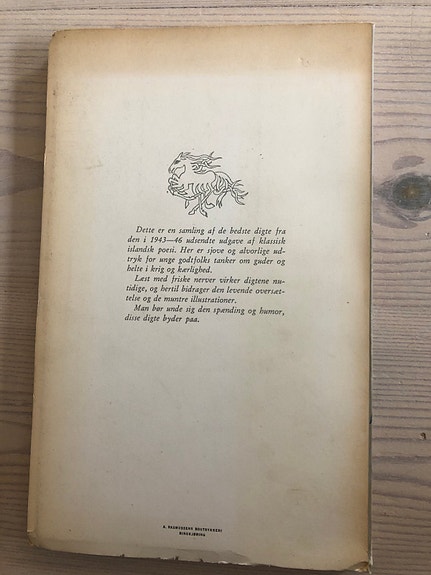 Dette er en samling af de bedste digte fra
den i 1943—46 udsendte udgave af klassisk
islandsk poesi. Her er sjove og alvorlige ud-
tryk for unge godtfolks tanker om guder og
helte i krig og kærlighed.
Læst med friske nerver virker digtene nu-
tidige, og hertil bidrager den levende oversæt-
telse og de muntre illustrationer.
Man bør unde sig den spænding og humor,
disse digte byder paa.
A. RASMUSSENS BOGTRYKKERI
RINGKJØBING